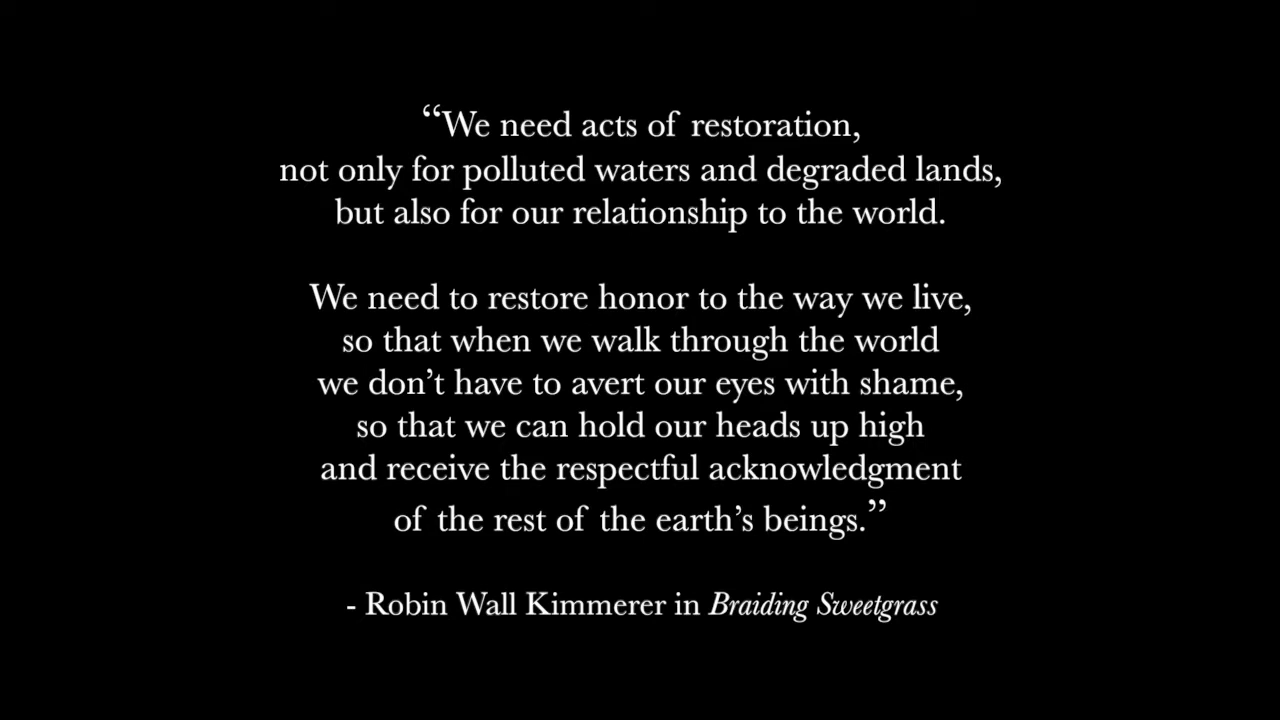 “We need acts of restoration,
not only for polluted waters and degraded lands,
but also for our relationship to the world.
We need to restore honor to the way we live,
so that when we walk through the world
we don’t have to avert our eyes with shame,
so that we can hold our heads up high
and receive the respectful acknowledgment
of the rest of the earth’s beings.”
- Robin Wall Kimmerer in Braiding Sweetgrass